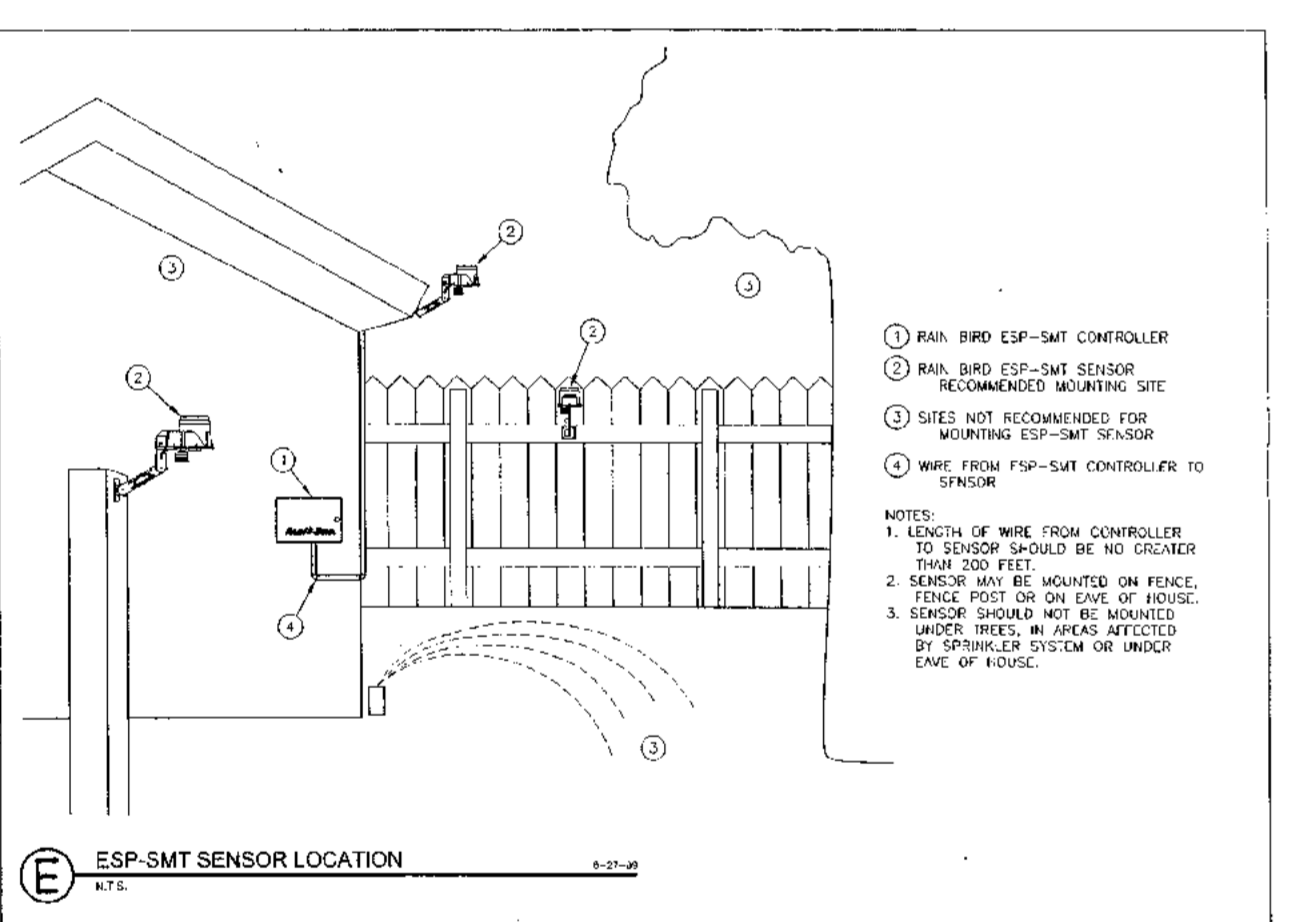 3
2
3
2
2
1
4
3
1 RAIN BIRD ESP-SMT CONTROLLER
2 RAIN BIRD ESP-SMT SENSOR
RECOMMENDED MOUNTING SITE
3 SITES NOT RECOMMENDED FOR
MOUNTING ESP-SMT SENSOR
4 WIRE FROM ESP-SMT CONTROLLER TO
SENSOR
NOTES:
1. LENGTH OF WIRE FROM CONTROLLER
TO SENSOR SHOULD BE NO GREATER
THAN 200 FEET.
2. SENSOR MAY BE MOUNTED ON FENCE,
FENCE POST OR ON EAVE OF HOUSE.
3. SENSOR SHOULD NOT BE MOUNTED
UNDER TREES, IN AREAS AFFECTED
BY SPRINKLER SYSTEM OR UNDER
EAVE OF HOUSE.
E ESP-SMT SENSOR LOCATION
N.T.S.